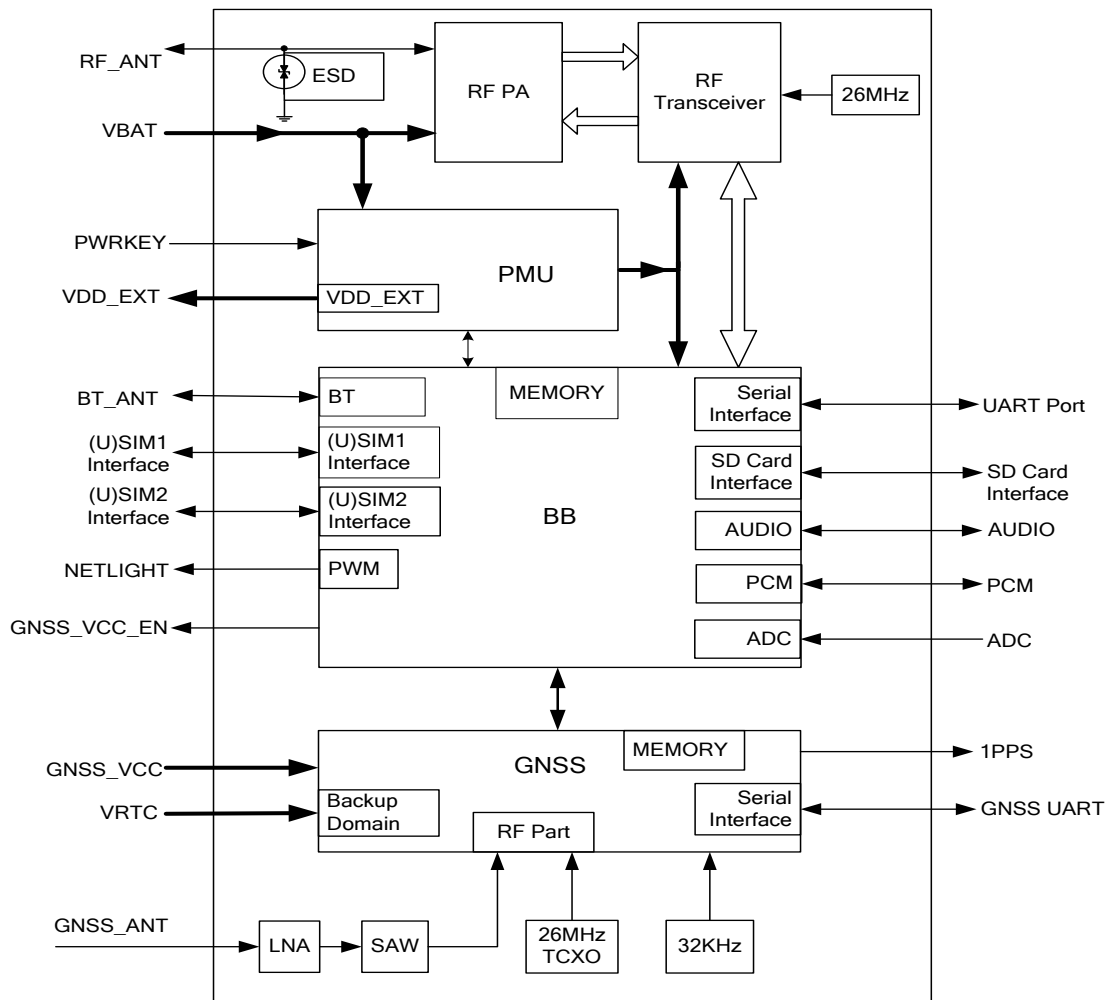 RF_ANT
ESD
RF PA
RF
Transceiver
26MHz
VBAT
PWRKEY
PMU
VDD_EXT
VDD_EXT
BT_ANT
BT
MEMORY
Serial
Interface
UART Port
(U)SIM1
Interface
(U)SIM1
Interface
SD Card
Interface
SD Card
Interface
(U)SIM2
Interface
(U)SIM2
Interface
BB
AUDIO
AUDIO
NETLIGHT
PWM
PCM
PCM
GNSS_VCC_EN
ADC
ADC
GNSS_VCC
GNSS
MEMORY
1PPS
VRTC
Backup
Domain
RF Part
Serial
Interface
GNSS UART
GNSS_ANT
LNA
SAW
26MHz
TCXO
32KHz